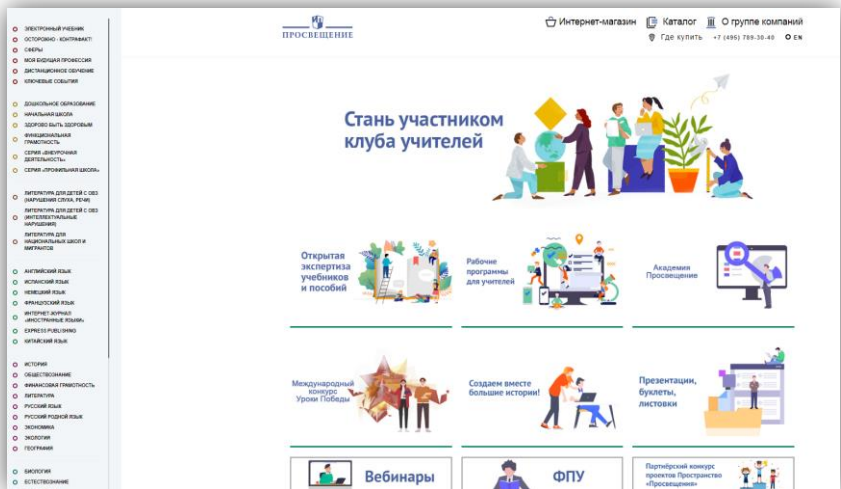 ЭЛЕКТРОННЫЙ УЧЕБНИК
ОСТОРОЖНО - КОНТРАФАКТ!
СФЕРЫ
МОЯ БУДУЩАЯ ПРОФЕССИЯ
ДИСТАНЦИОННОЕ ОБУЧЕНИЕ
КЛЮЧЕВЫЕ СОБЫТИЯ
ДОШКОЛЬНОЕ ОБРАЗОВАНИЕ
НАЧАЛЬНАЯ ШКОЛА
ЗДОРОВО БЫТЬ ЗДОРОВЫМ
ФУНКЦИОНАЛЬНАЯ
ГРАМОТНОСТЬ
СЕРИЯ «ВНЕУРОЧНАЯ
ДЕЯТЕЛЬНОСТЬ»
СЕРИЯ «ПРОФИЛЬНАЯ ШКОЛА»
ЛИТЕРАТУРА ДЛЯ ДЕТЕЙ С ОВЗ
(НАРУШЕНИЯ СЛУХА, РЕЧИ)
ЛИТЕРАТУРА ДЛЯ ДЕТЕЙ С ОВЗ
(ИНТЕЛЛЕКТУАЛЬНЫЕ
НАРУШЕНИЯ)
ЛИТЕРАТУРА ДЛЯ
НАЦИОНАЛЬНЫХ ШКОЛ И
МИГРАНТОВ
АНГЛИЙСКИЙ ЯЗЫК
ИСПАНСКИЙ ЯЗЫК
НЕМЕЦКИЙ ЯЗЫК
ФРАНЦУЗСКИЙ ЯЗЫК
ИНТЕРНЕТ-ЖУРНАЛ
«ИНОСТРАННЫЕ ЯЗЫКИ»
EXPRESS PUBLISHING
КИТАЙСКИЙ ЯЗЫК
ИСТОРИЯ
ОБЩЕСТВОЗНАНИЕ
ФИНАНСОВАЯ ГРАМОТНОСТЬ
ЛИТЕРАТУРА
РУССКИЙ ЯЗЫК
РУССКИЙ РОДНОЙ ЯЗЫК
ЭКОНОМИКА
ЭКОЛОГИЯ
ГЕОГРАФИЯ
БИОЛОГИЯ
ЕСТЕСТВОЗНАНИЕ
ПРОСВЕЩЕНИЕ
Интернет-магазин Каталог О группе компаний
Где купить +7 (495) 789-30-40 EN
Стань участником
клуба учителей
Открытая
экспертиза
учебников
и пособий
Рабочие
программы
для учителей
Академия
Просвещение
Международный
конкурс
Уроки Победы
Создаем вместе
большие истории!
Презентации,
буклеты,
листовки
Вебинары
ФПУ
Партнёрский конкурс
проектов Пространство
«Просвещения»